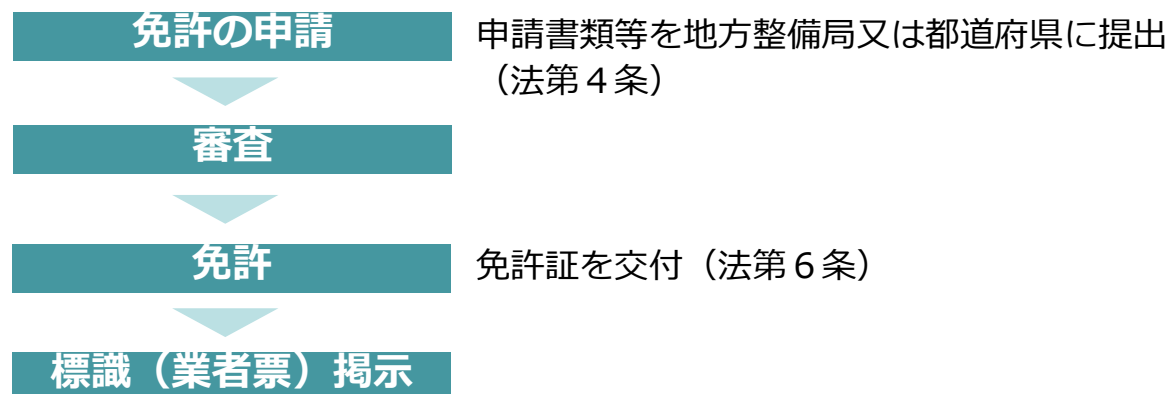 免許の申請
申請書類等を地方整備局又は都道府県に提出
（法第４条）
審査
免許
免許証を交付（法第６条）
標識（業者票）掲示